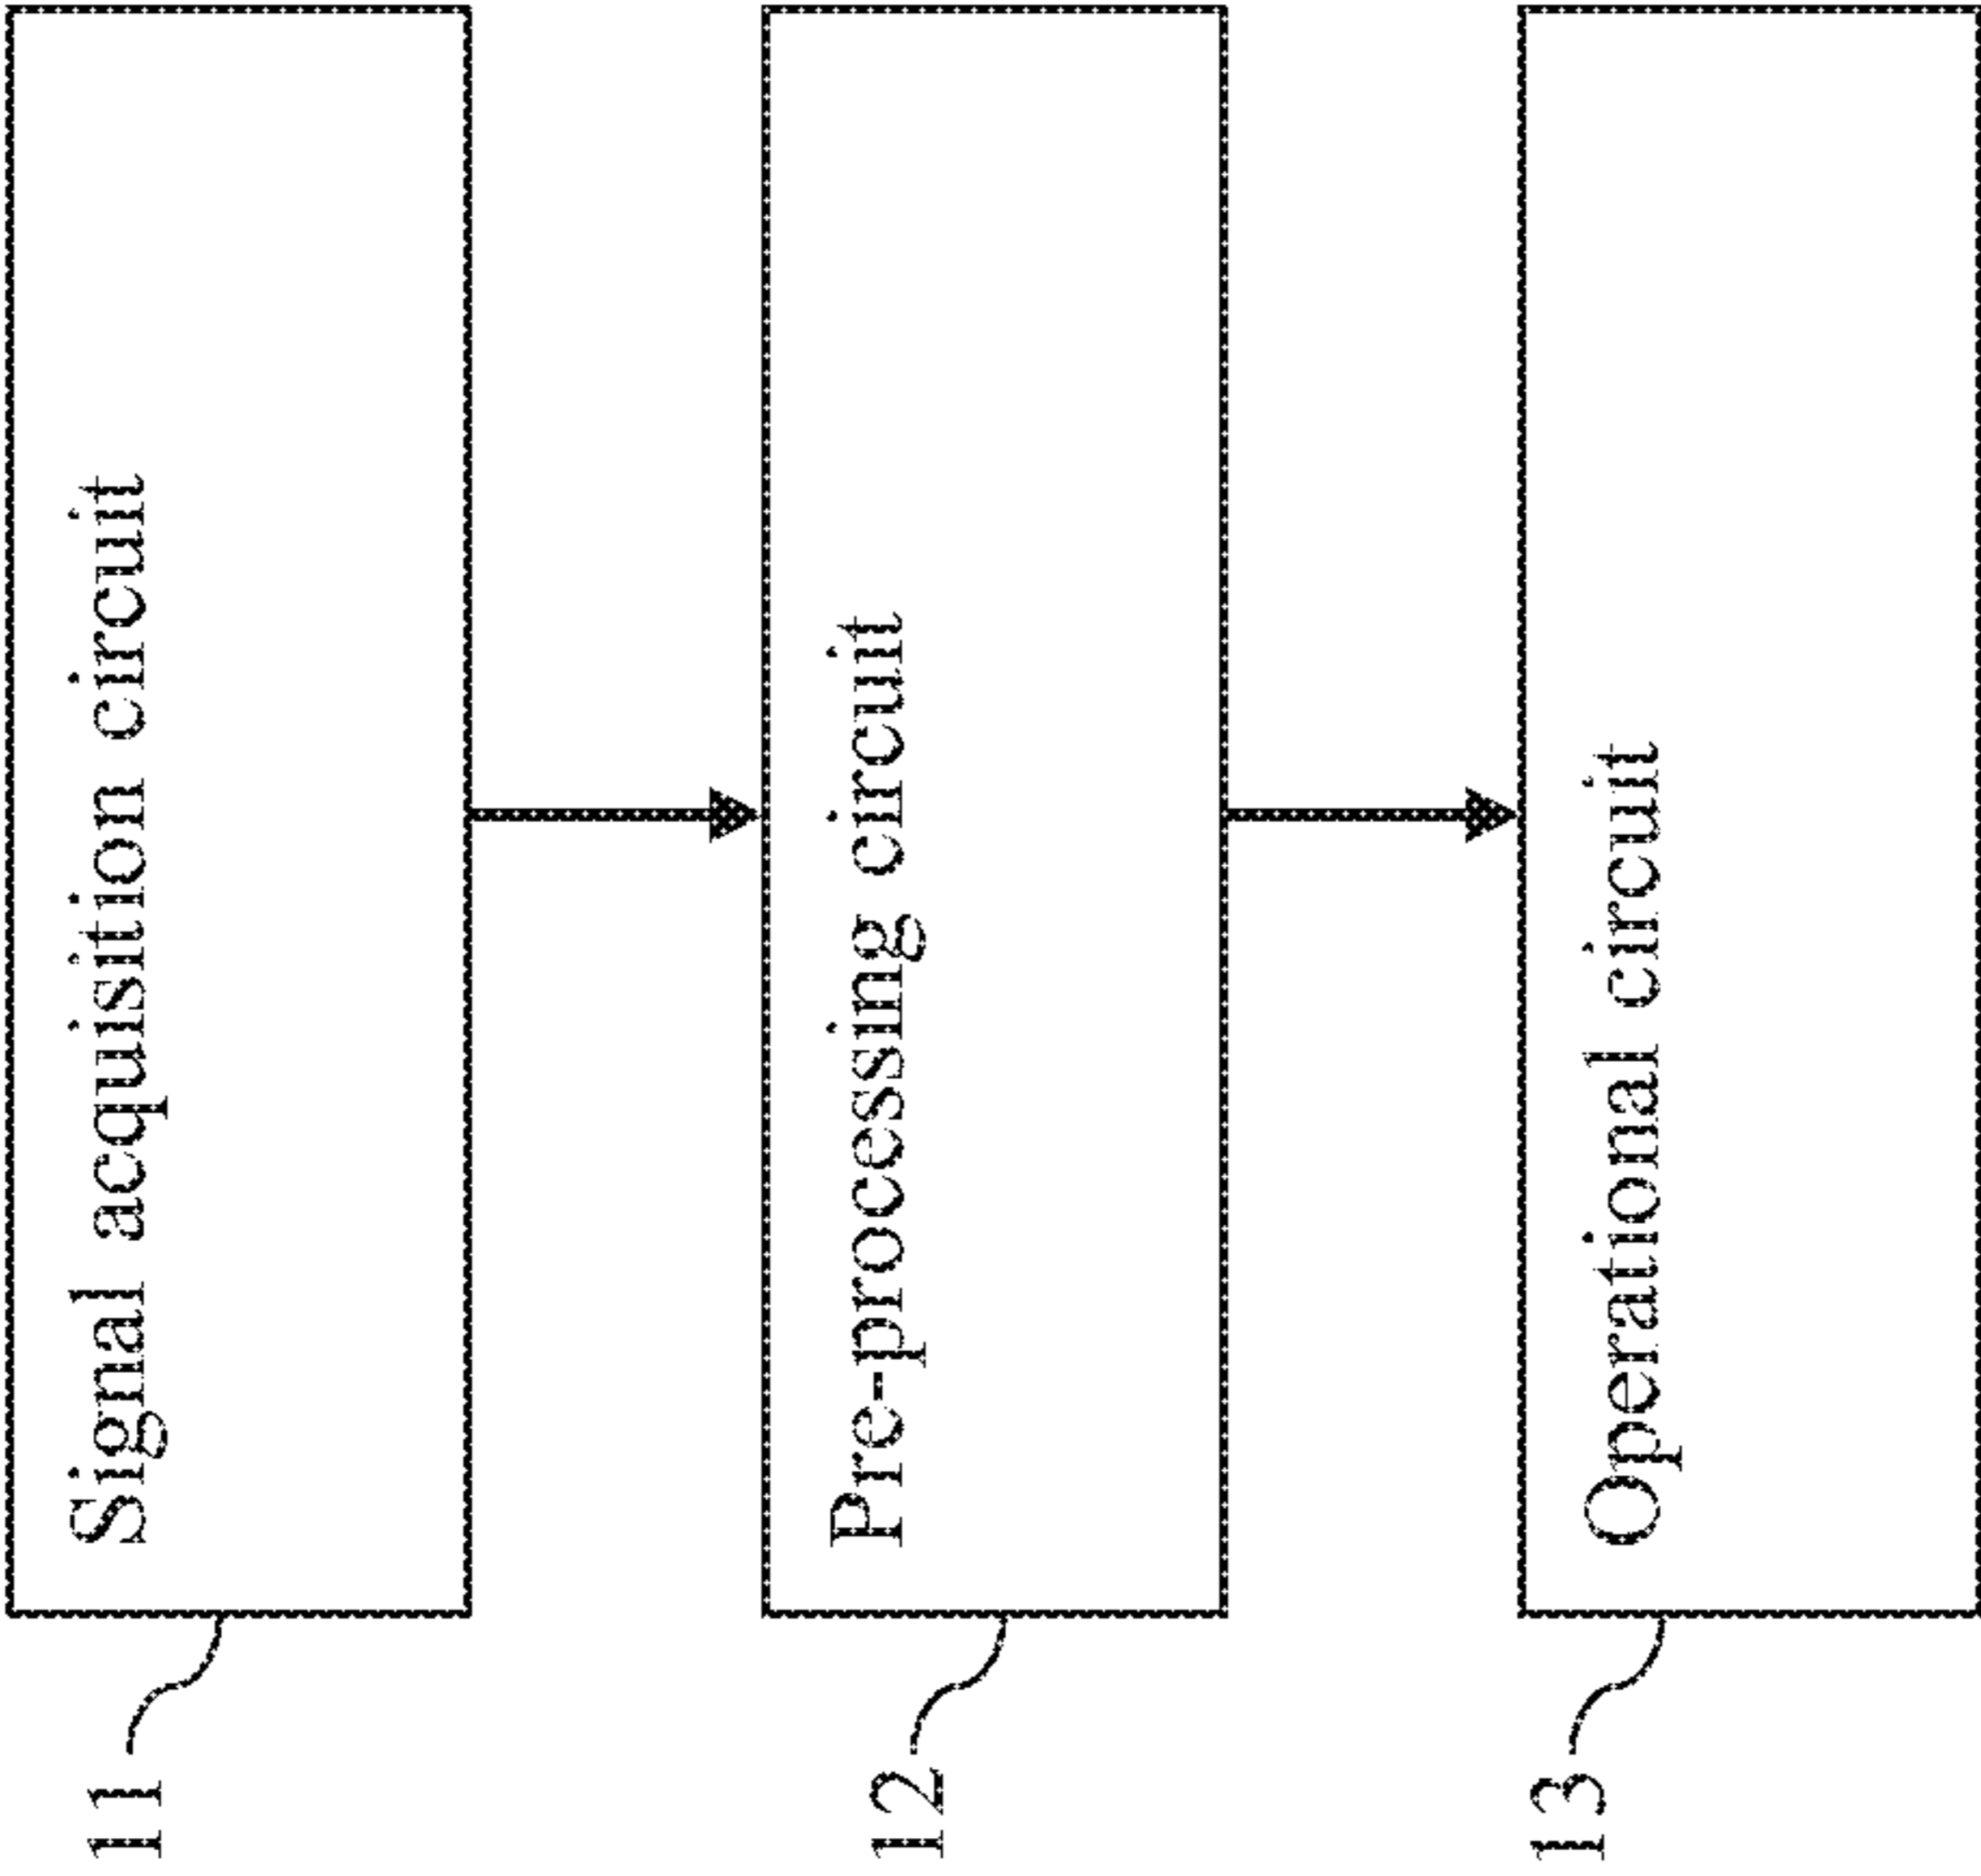 11
Signal acquisition circuit
12
Pre-processing circuit
13
Operational circuit